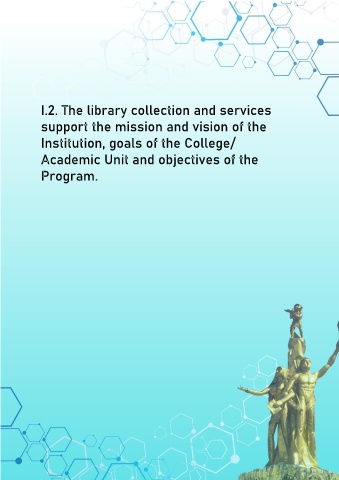 I.2. The library collection and services
support the mission and vision of the
Institution, goals of the College/
Academic Unit and objectives of the
Program.